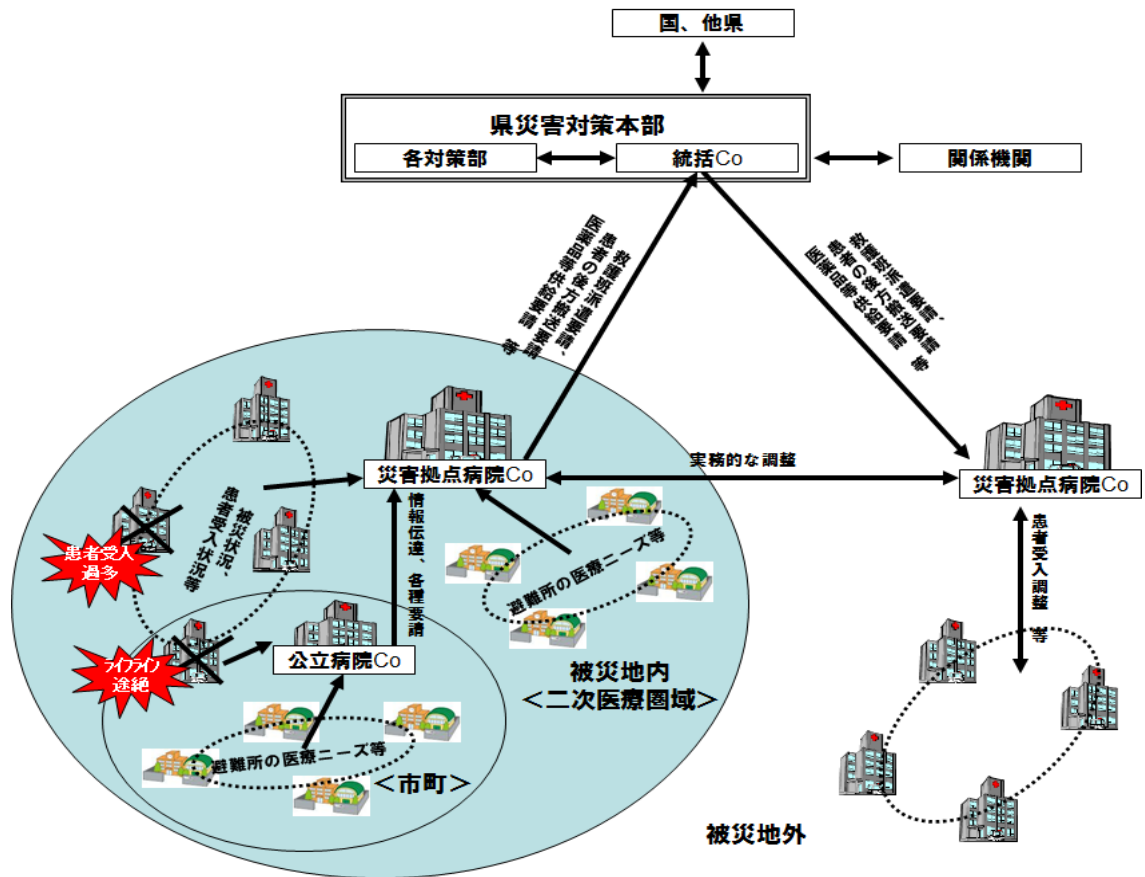 国、他県
県災害対策本部
各対策部
統括Co
関係機関
救護班派遣要請、
患者の後方搬送要請
医薬品等供給要請 等
救護班派遣要請、
患者の後方搬送要請
医薬品等供給要請 等
災害拠点病院Co
実務的な調整
災害拠点病院Co
被災状況、
患者受入状況等
患者受入
過多
情報伝達、各種要請
避難所の医療ニーズ等
患者受入調整 等
ライフライン
途絶
公立病院Co
被災地内
＜二次医療圏域＞
避難所の医療ニーズ等
＜市町＞
被災地外